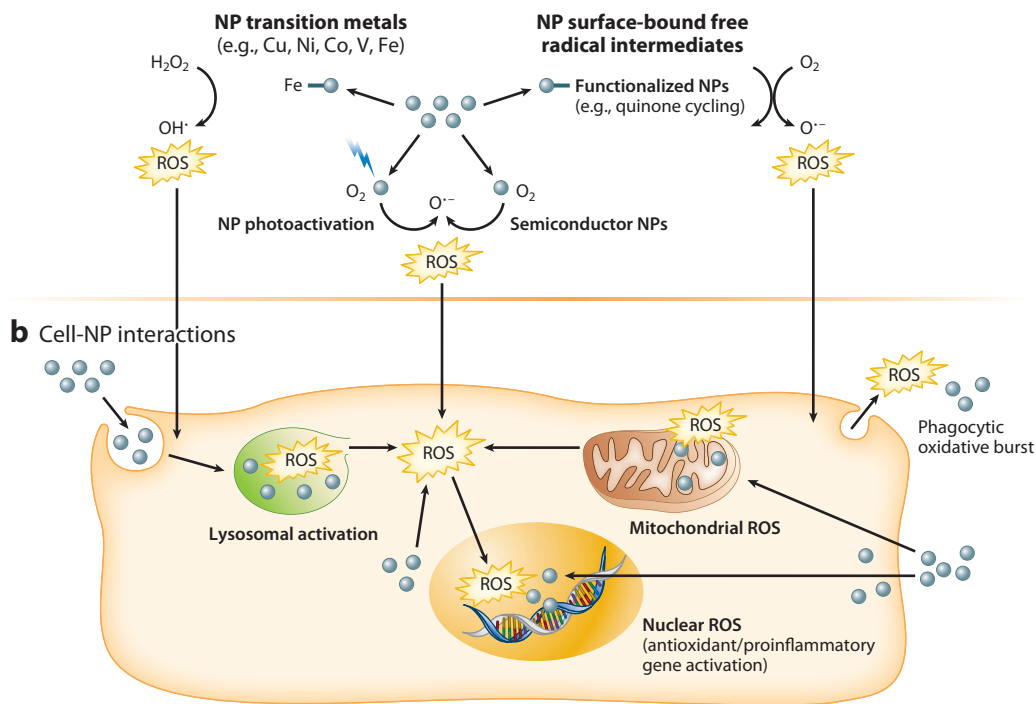 NP transition metals
(e.g., Cu, Ni, Co, V, Fe)
NP surface-bound free
radical intermediates
H₂O₂
OH˙
ROS
Fe
Functionalized NPs
(e.g., quinone cycling)
O₂
O˙⁻
ROS
O₂
O˙⁻
O₂
NP photoactivation
Semiconductor NPs
ROS
b Cell-NP interactions
ROS
Phagocytic
oxidative burst
ROS
ROS
ROS
Lysosomal activation
Mitochondrial ROS
ROS
Nuclear ROS
(antioxidant/proinflammatory
gene activation)